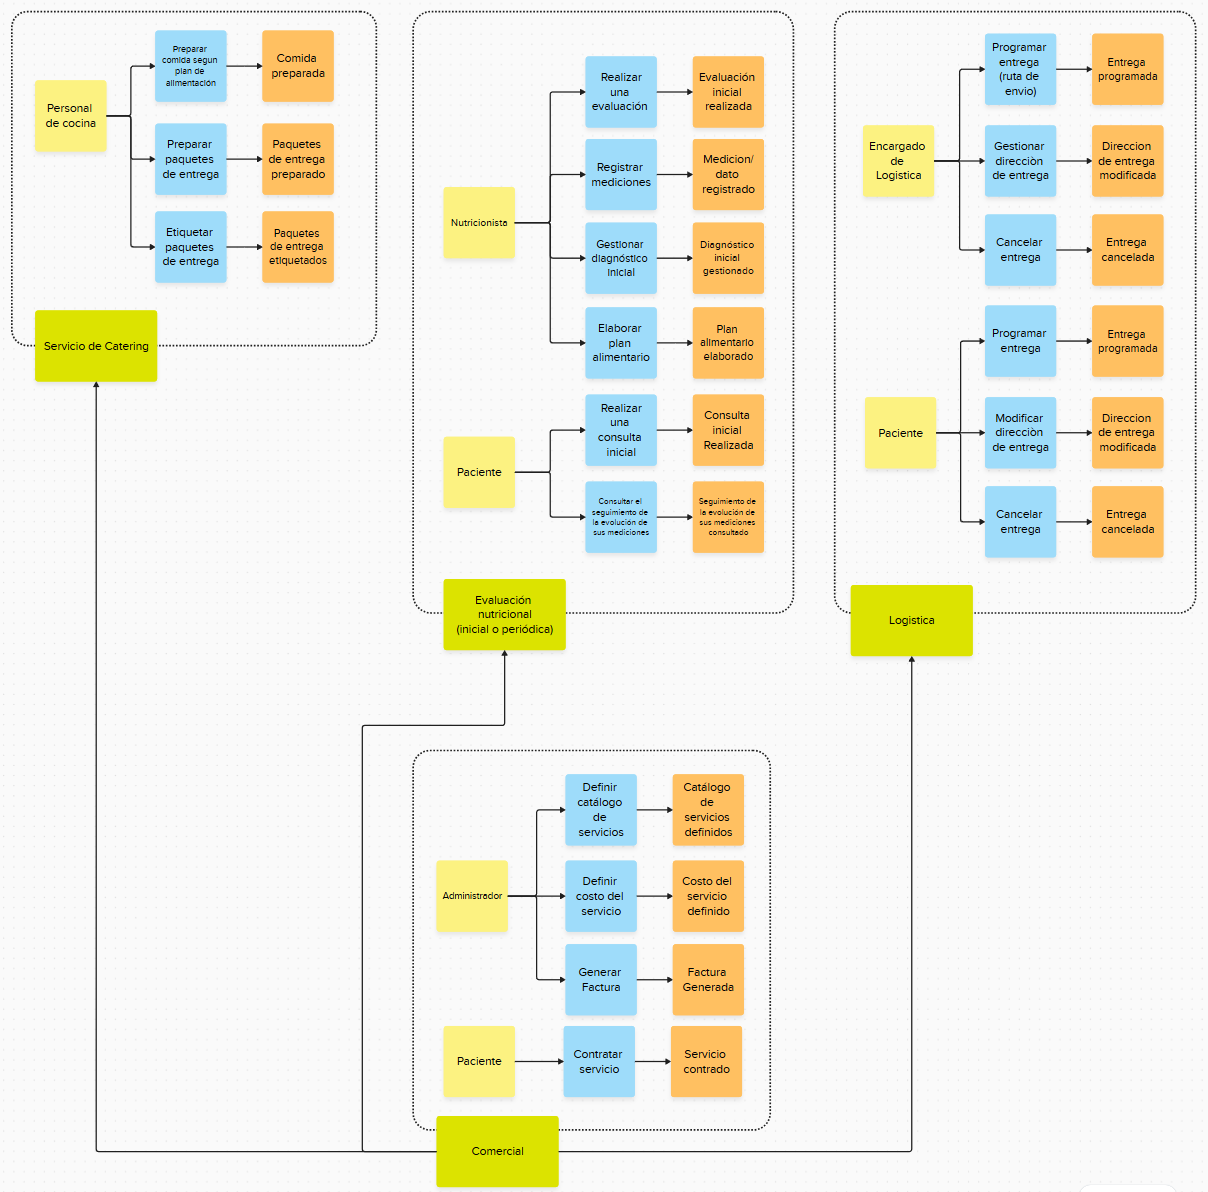 Personal
de cocina
Preparar
comida segun
plan de
alimentación
Comida
preparada
Preparar
paquetes
de entrega
Paquetes
de entrega
preparado
Etiquetar
paquetes
de entrega
Paquetes
de entrega
etiquetados
Servicio de Catering
Nutricionista
Realizar
una
evaluación
Evaluación
inicial
realizada
Registrar
mediciones
Medicion/
dato
registrado
Gestionar
diagnóstico
inicial
Diagnóstico
inicial
gestionado
Elaborar
plan
alimentario
Plan
alimentario
elaborado
Paciente
Realizar
una
consulta
inicial
Consulta
inicial
Realizada
Consultar el
seguimiento de
la evolución de
sus mediciones
Seguimiento de
la evolución de
sus mediciones
consultado
Evaluación
nutricional
(inicial o periódica)
Encargado
de
Logistica
Programar
entrega
(ruta de
envio)
Entrega
programada
Gestionar
direcciòn
de entrega
Direccion
de entrega
modificada
Cancelar
entrega
Entrega
cancelada
Paciente
Programar
entrega
Entrega
programada
Modificar
direcciòn
de entrega
Direccion
de entrega
modificada
Cancelar
entrega
Entrega
cancelada
Logistica
Administrador
Definir
catálogo
de
servicios
Catálogo
de
servicios
definidos
Definir
costo del
servicio
Costo del
servicio
definido
Generar
Factura
Factura
Generada
Paciente
Contratar
servicio
Servicio
contrado
Comercial